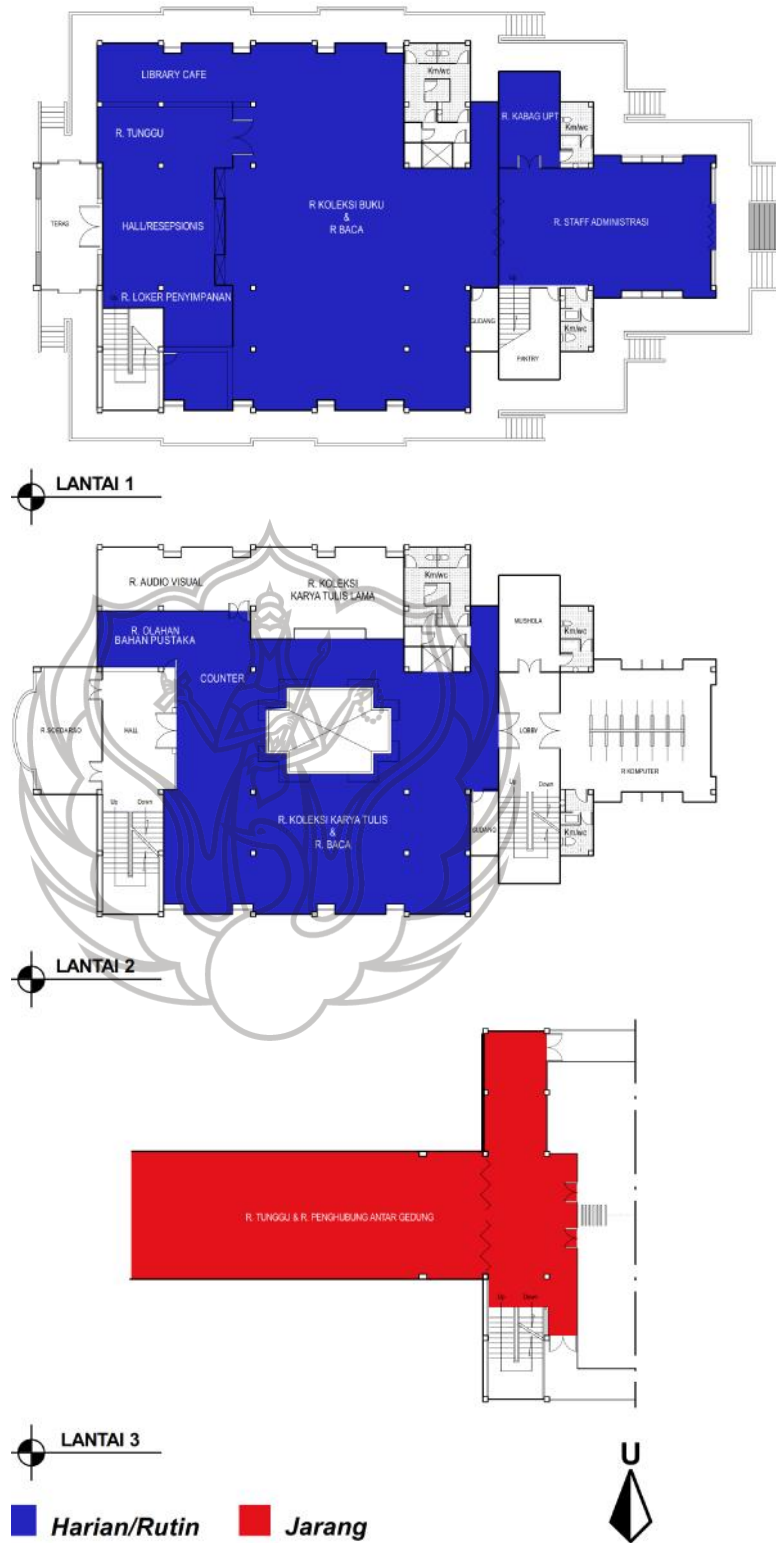 LIBRARY CAFE
Km/wc
R. KABAG UPT
Km/wc
R. TUNGGU
TERAS
HALL/RESEPSIONIS
R KOLEKSI BUKU
&
R BACA
R. STAFF ADMINISTRASI
Up
R. LOKER PENYIMPANAN
Up
GUDANG
Km/wc
PANTRY
LANTAI 1
R. AUDIO VISUAL
R. KOLEKSI
KARYA TULIS LAMA
Km/wc
MUSHOLA
Km/wc
R. OLAHAN
BAHAN PUSTAKA
COUNTER
R. SOEDARSO
HALL
LOBBY
R KOMPUTER
Up
Down
Up
Down
R. KOLEKSI KARYA TULIS
&
R. BACA
GUDANG
Km/wc
LANTAI 2
R. TUNGGU & R. PENGHUBUNG ANTAR GEDUNG
Up
Down
LANTAI 3
U
Harian/Rutin
Jarang